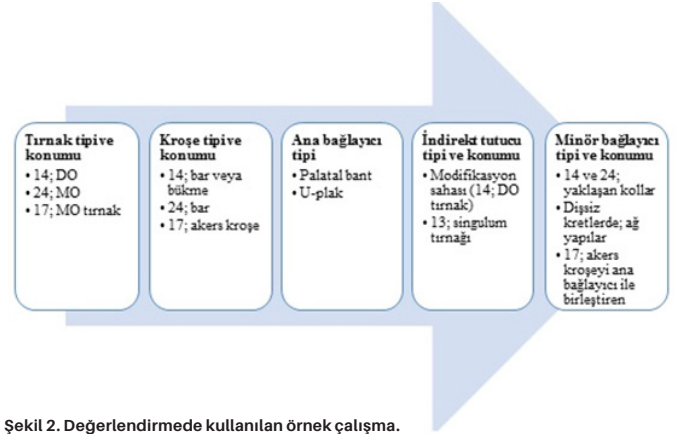 Tırnak tipi ve
konumu
• 14; DO
• 24; MO
• 17; MO tırnak
Kroşe tipi ve
konumu
• 14; bar veya
bükme
• 24; bar
• 17; akers kroşe
Ana bağlayıcı
tipi
• Palatal bant
• U-plak
İndirekt tutucu
tipi ve konumu
• Modifikasyon
sahası (14; DO
tırnak)
• 13; singulum
tırnağı
Minör bağlayıcı
tipi ve konumu
• 14 ve 24;
yaklaşan kollar
• Dişsiz
kretlerde; ağ
yapılar
• 17; akers
kroşeyi ana
bağlayıcı ile
birleştiren
Şekil 2. Değerlendirmede kullanılan örnek çalışma.